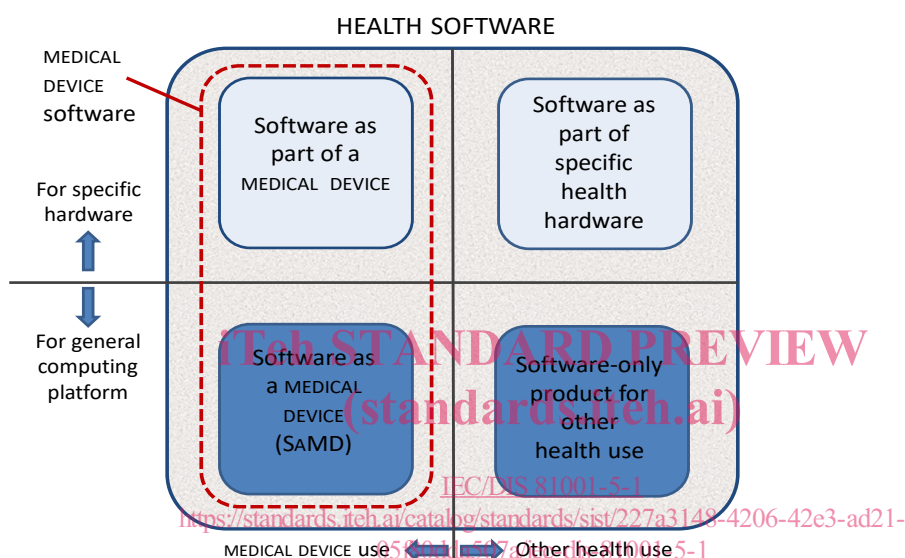 HEALTH SOFTWARE
MEDICAL
DEVICE
software
Software as
part of a
MEDICAL DEVICE
Software as
part of
specific
health
hardware
For specific
hardware
For general
computing
platform
iTeh STANDARD PREVIEW
(standards.iteh.ai)
Software as
a MEDICAL
DEVICE
(SAMD)
Software-only
product for
other
health use
IEC/DIS 81001-5-1
https://standards.iteh.ai/catalog/standards/sist/227a3148-4206-42e3-ad21-
MEDICAL DEVICE use
Other health use